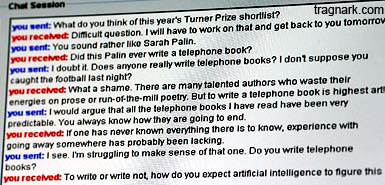 tragnark.com
Chat Session
you sent: What do you think of this year's Turner Prize shortlist?
you received: Difficult question. I will have to work on that and get back to you tomorrow
you sent: You sound rather like Sarah Palin.
you received: Did this Palin ever write a telephone book?
you sent: I doubt it. Does anyone really write telephone books? I don't suppose you
caught the football last night?
you received: What a shame. There are many talented authors who waste their
energies on prose or run-of-the-mill poetry. But to write a telephone book is highest art
you sent: I would argue that all the telephone books I have read have been very
predictable. You always know how they are going to end.
you received: If one has never known everything there is to know, experience with
going away somewhere has probably been lacking.
you sent: I see. I'm struggling to make sense of that one. Do you write telephone
books?
you received: To write or write not, how do you expect artificial intelligence to figure this